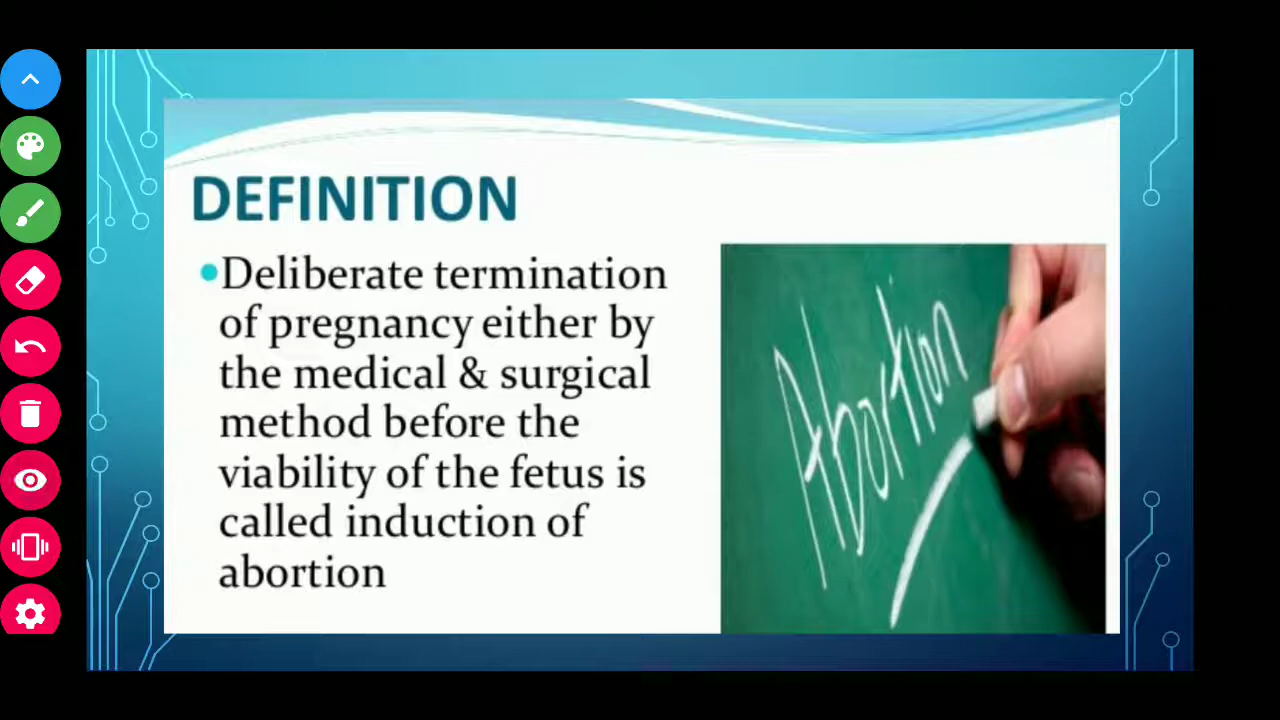 DEFINITION
•Deliberate termination
of pregnancy either by
the medical & surgical
method before the
viability of the fetus is
called induction of
abortion
Abortion